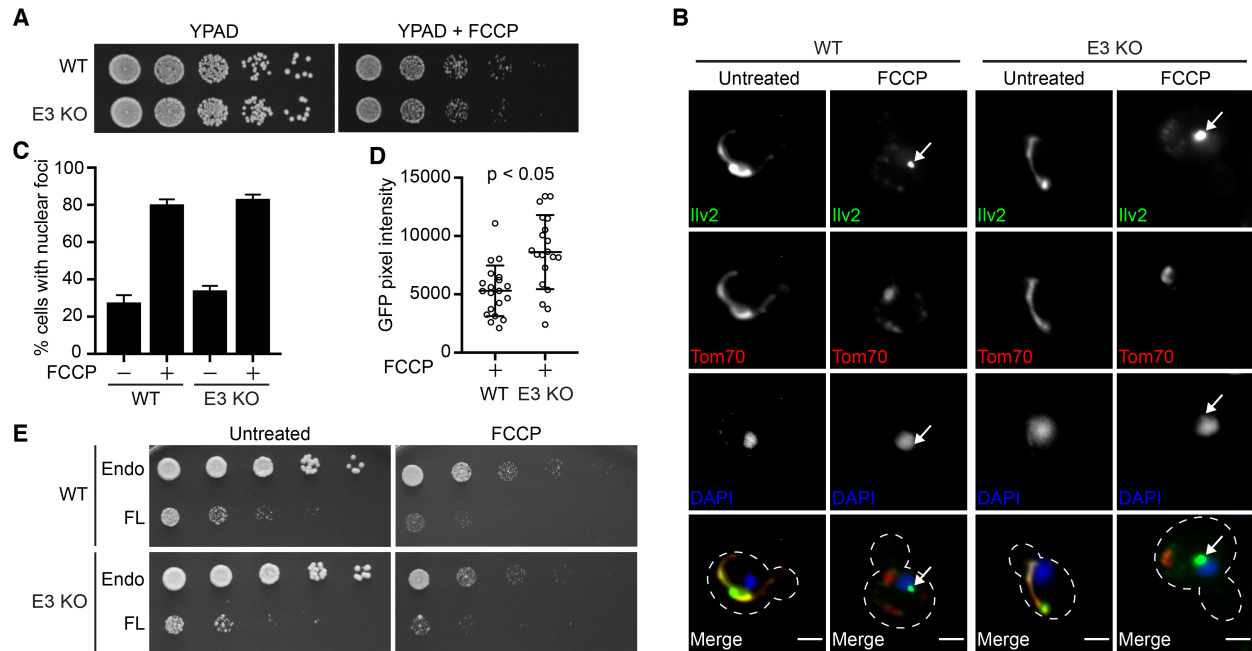 A
YPAD
YPAD + FCCP
WT
E3 KO
B
WT
E3 KO
Untreated
FCCP
Untreated
FCCP
Ilv2
Ilv2
Ilv2
Ilv2
Tom70
Tom70
Tom70
Tom70
DAPI
DAPI
DAPI
DAPI
Merge
Merge
Merge
Merge
C
% cells with nuclear foci
100
80
60
40
20
0
FCCP
− + − +
WT
E3 KO
D
GFP pixel intensity
15000
10000
5000
0
p < 0.05
FCCP
+ +
WT E3 KO
E
Untreated
FCCP
WT
Endo
FL
E3 KO
Endo
FL